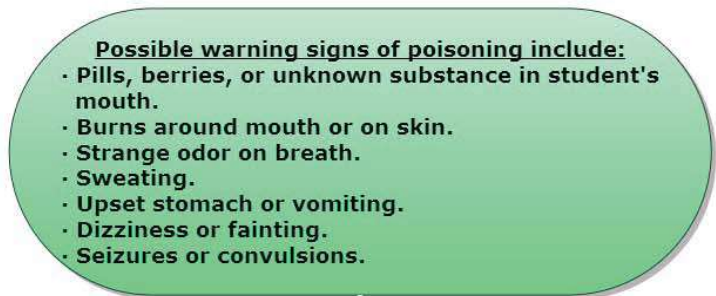 Possible warning signs of poisoning include:
· Pills, berries, or unknown substance in student's
mouth.
· Burns around mouth or on skin.
· Strange odor on breath.
· Sweating.
· Upset stomach or vomiting.
· Dizziness or fainting.
· Seizures or convulsions.